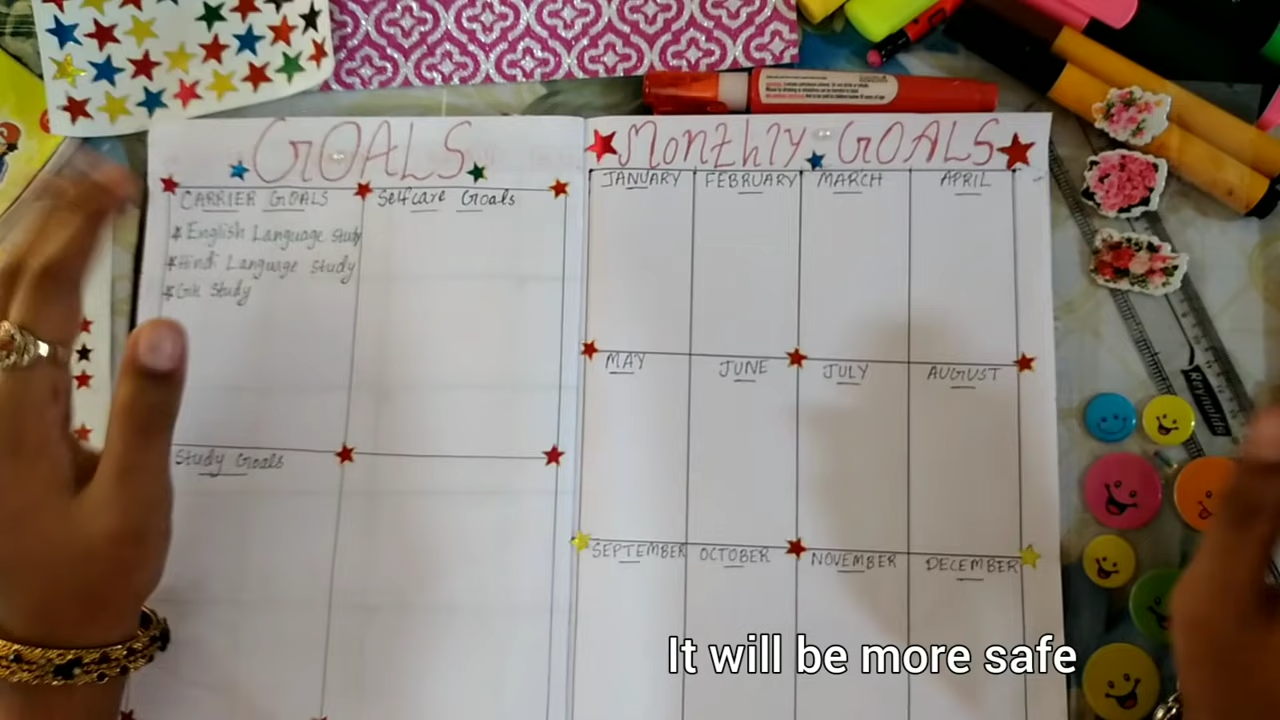 GOALS
CARRIER GOALS
Selfcare Goals
* English Language study
* Hindi Language study
* GK study
Study Goals
Monthly GOALS
JANUARY FEBRUARY MARCH APRIL
MAY JUNE JULY AUGUST
SEPTEMBER OCTOBER NOVEMBER DECEMBER
Reynolds
It will be more safe